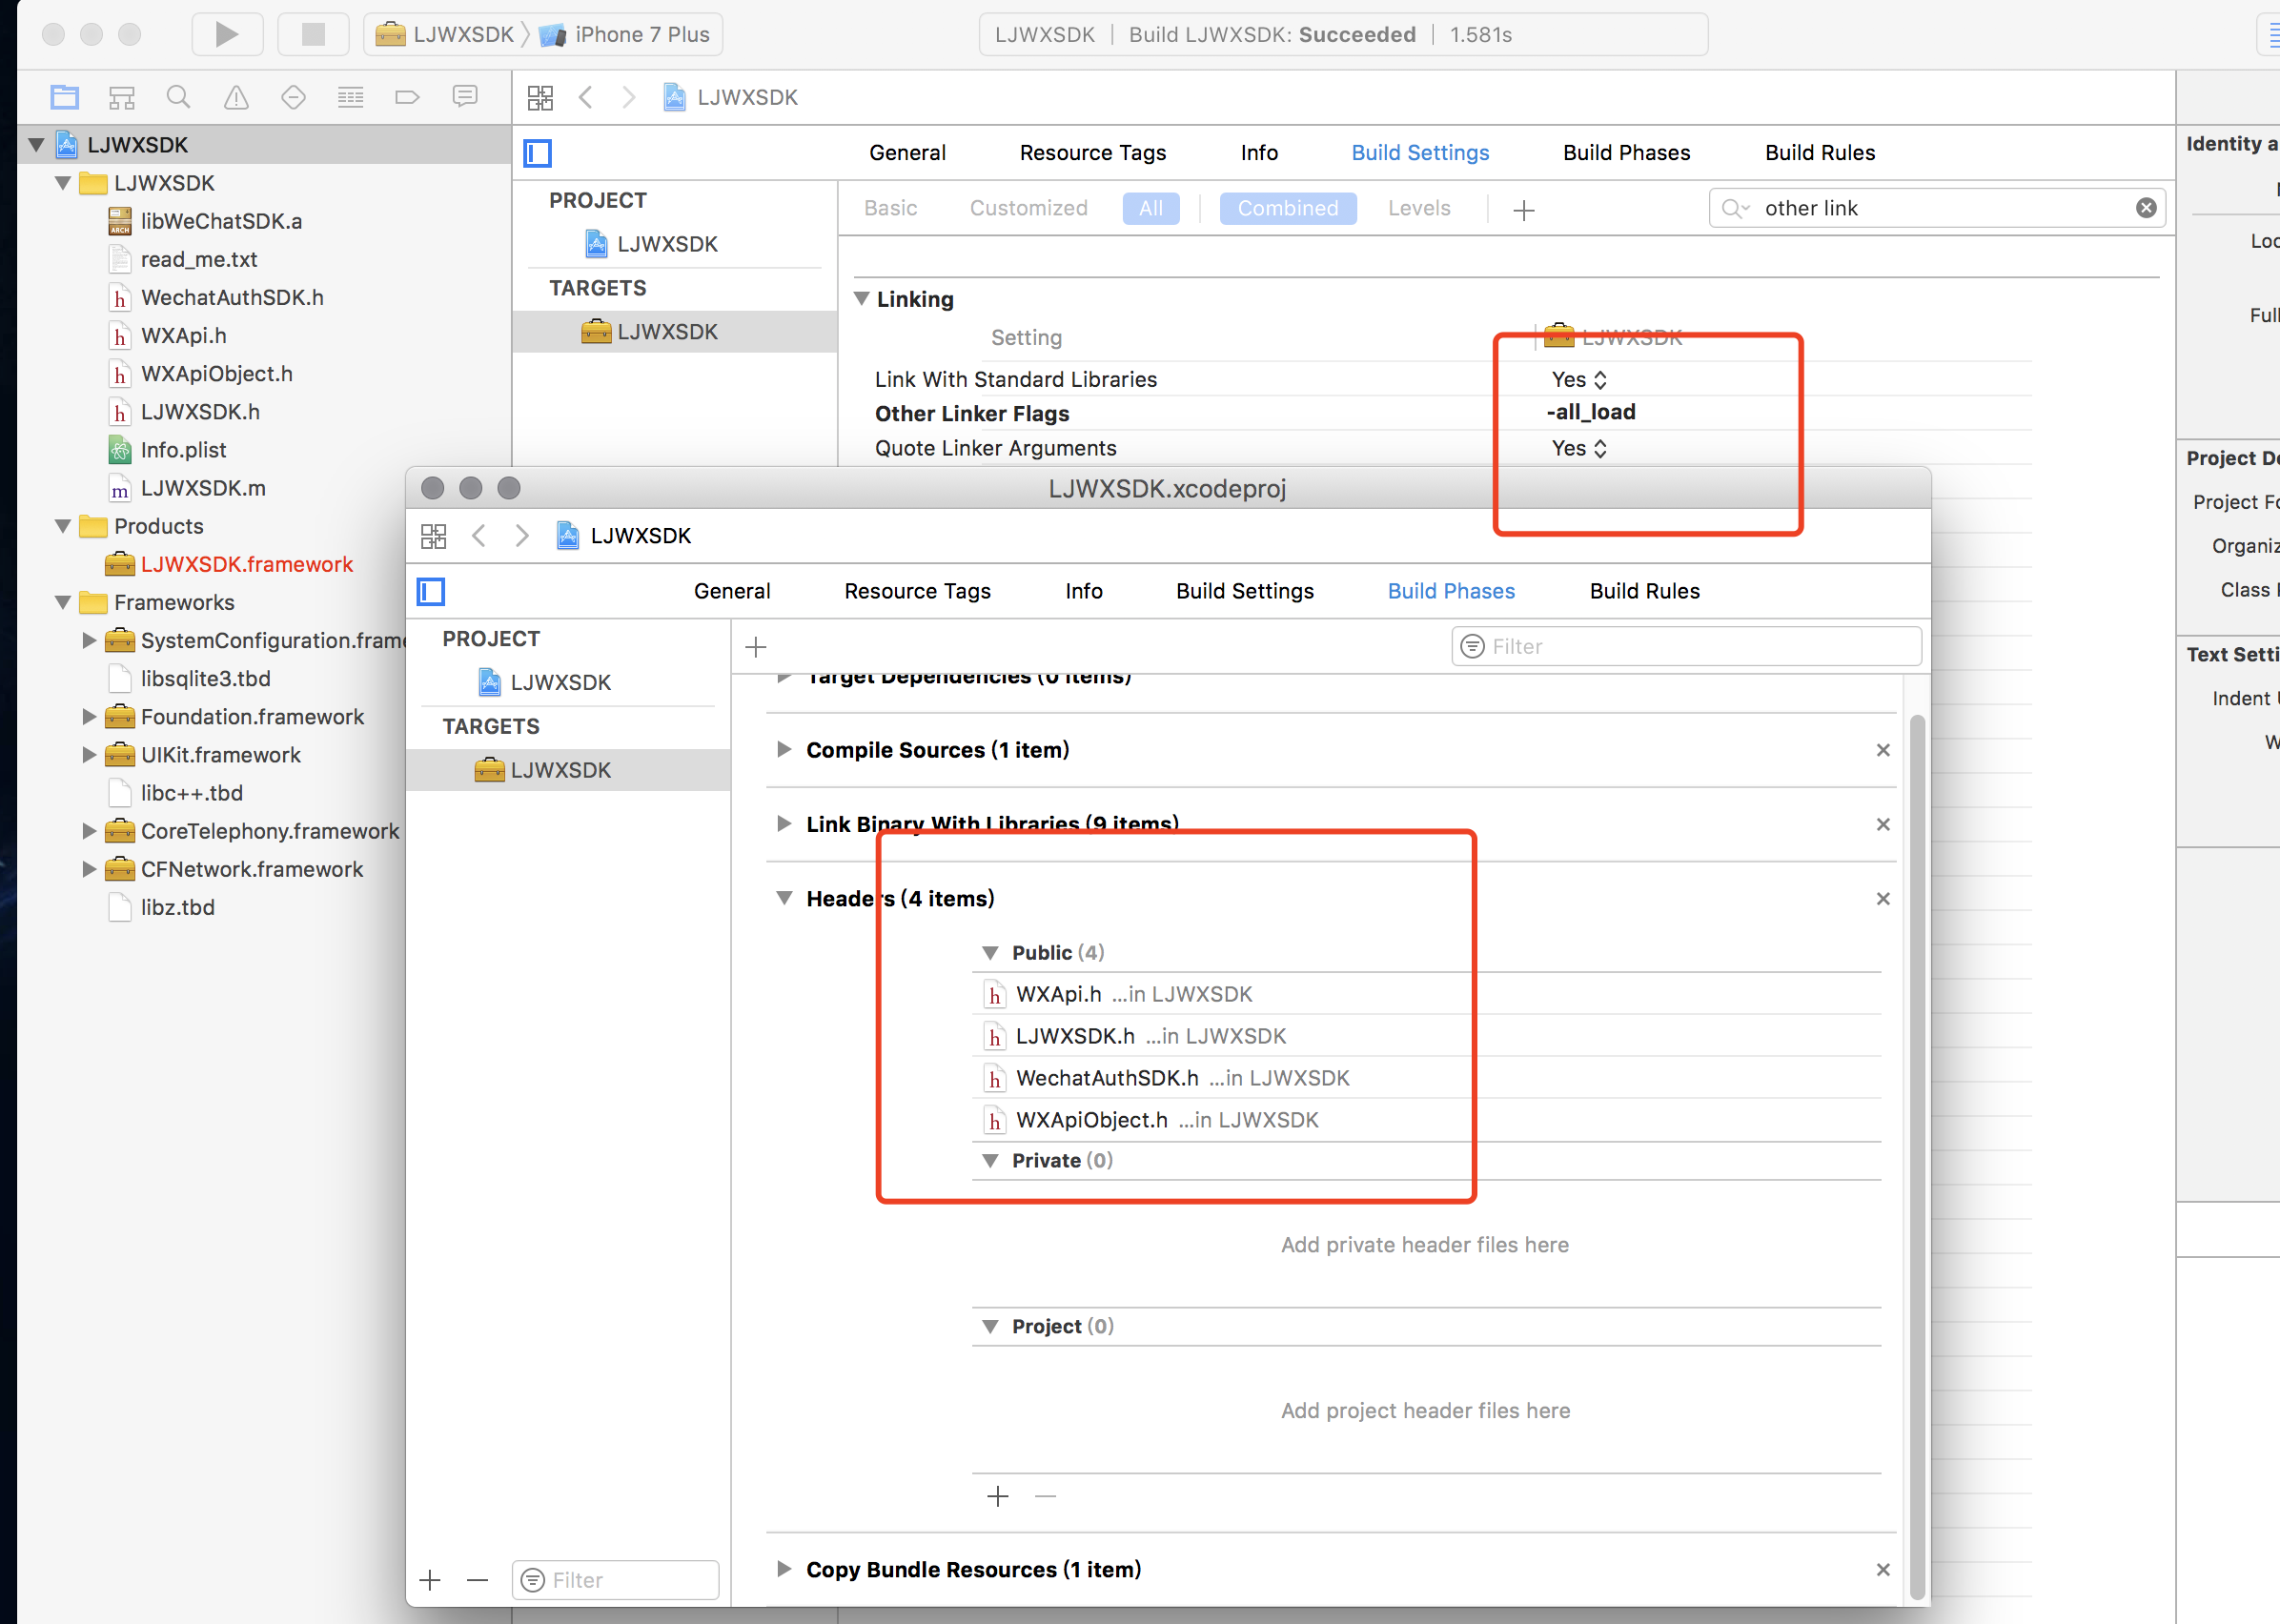 LJWXSDK iPhone 7 Plus
LJWXSDK | Build LJWXSDK: Succeeded | 1.581s
LJWXSDK
LJWXSDK
LJWXSDK
libWeChatSDK.a
read_me.txt
WechatAuthSDK.h
WXApi.h
WXApiObject.h
LJWXSDK.h
Info.plist
LJWXSDK.m
Products
LJWXSDK.framework
Frameworks
SystemConfiguration.frame
libsqlite3.tbd
Foundation.framework
UIKit.framework
libc++.tbd
CoreTelephony.framework
CFNetwork.framework
libz.tbd
General Resource Tags Info Build Settings Build Phases Build Rules
PROJECT
LJWXSDK
TARGETS
LJWXSDK
Basic Customized All Combined Levels + other link
Linking
Setting LJWXSDK
Link With Standard Libraries Yes
Other Linker Flags -all_load
Quote Linker Arguments Yes
LJWXSDK.xcodeproj
LJWXSDK
General Resource Tags Info Build Settings Build Phases Build Rules
PROJECT
LJWXSDK
TARGETS
LJWXSDK
Filter
Filter
Target Dependencies (0 items)
Compile Sources (1 item)
Link Binary With Libraries (9 items)
Headers (4 items)
Public (4)
WXApi.h ...in LJWXSDK
LJWXSDK.h ...in LJWXSDK
WechatAuthSDK.h ...in LJWXSDK
WXApiObject.h ...in LJWXSDK
Private (0)
Add private header files here
Project (0)
Add project header files here
Copy Bundle Resources (1 item)
Identity a
Loc
Full
Project De
Project Fo
Organiz
Class
Text Setti
Indent
W